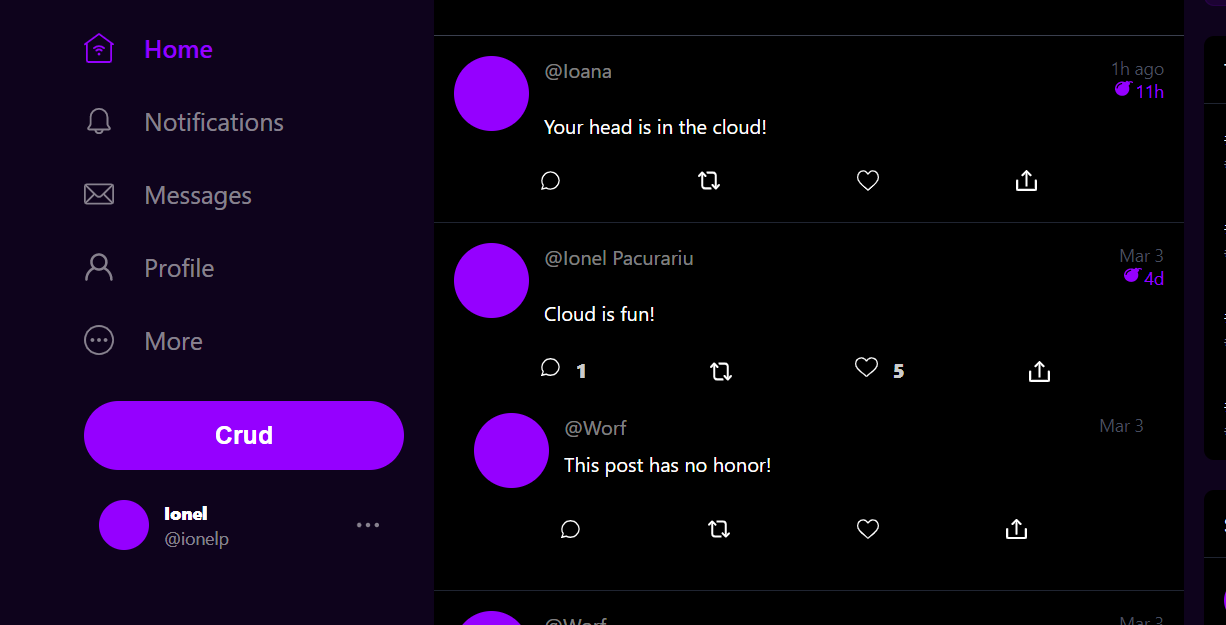 Home
Notifications
Messages
Profile
More
Crud
Ionel
@ionelp
@Ioana
1h ago
11h
Your head is in the cloud!
@Ionel Pacurariu
Mar 3
4d
Cloud is fun!
1
5
@Worf
Mar 3
This post has no honor!
@Worf
Mar 3